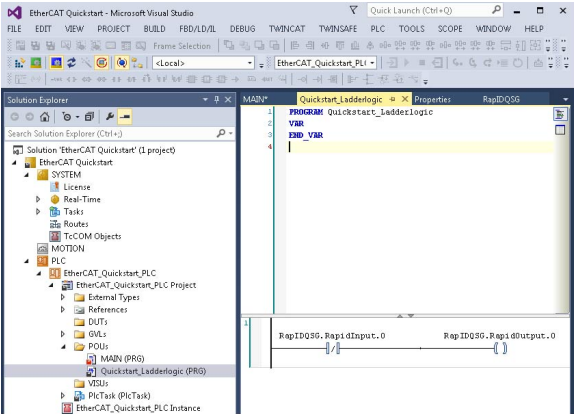 EtherCAT Quickstart - Microsoft Visual Studio
Quick Launch (Ctrl+Q)
FILE EDIT VIEW PROJECT BUILD FBD/LD/IL DEBUG TWINCAT TWINSAFE PLC TOOLS SCOPE WINDOW HELP
Frame Selection
<Local> EtherCAT_Quickstart_PL(
Solution Explorer
MAIN* Quickstart_Ladderlogic Properties RapIDQSG
Search Solution Explorer (Ctrl+;)
Solution 'EtherCAT Quickstart' (1 project)
EtherCAT Quickstart
SYSTEM
License
Real-Time
Tasks
Routes
TcCOM Objects
MOTION
PLC
EtherCAT_Quickstart_PLC
EtherCAT_Quickstart_PLC Project
External Types
References
DUTs
GVLs
POUs
MAIN (PRG)
Quickstart_Ladderlogic (PRG)
VISUs
PlcTask (PlcTask)
EtherCAT_Quickstart_PLC Instance
1 PROGRAM Quickstart_Ladderlogic
2 VAR
3 END_VAR
4
1
RapIDQSG.RapidInput.0 RapIDQSG.RapidOutput.0